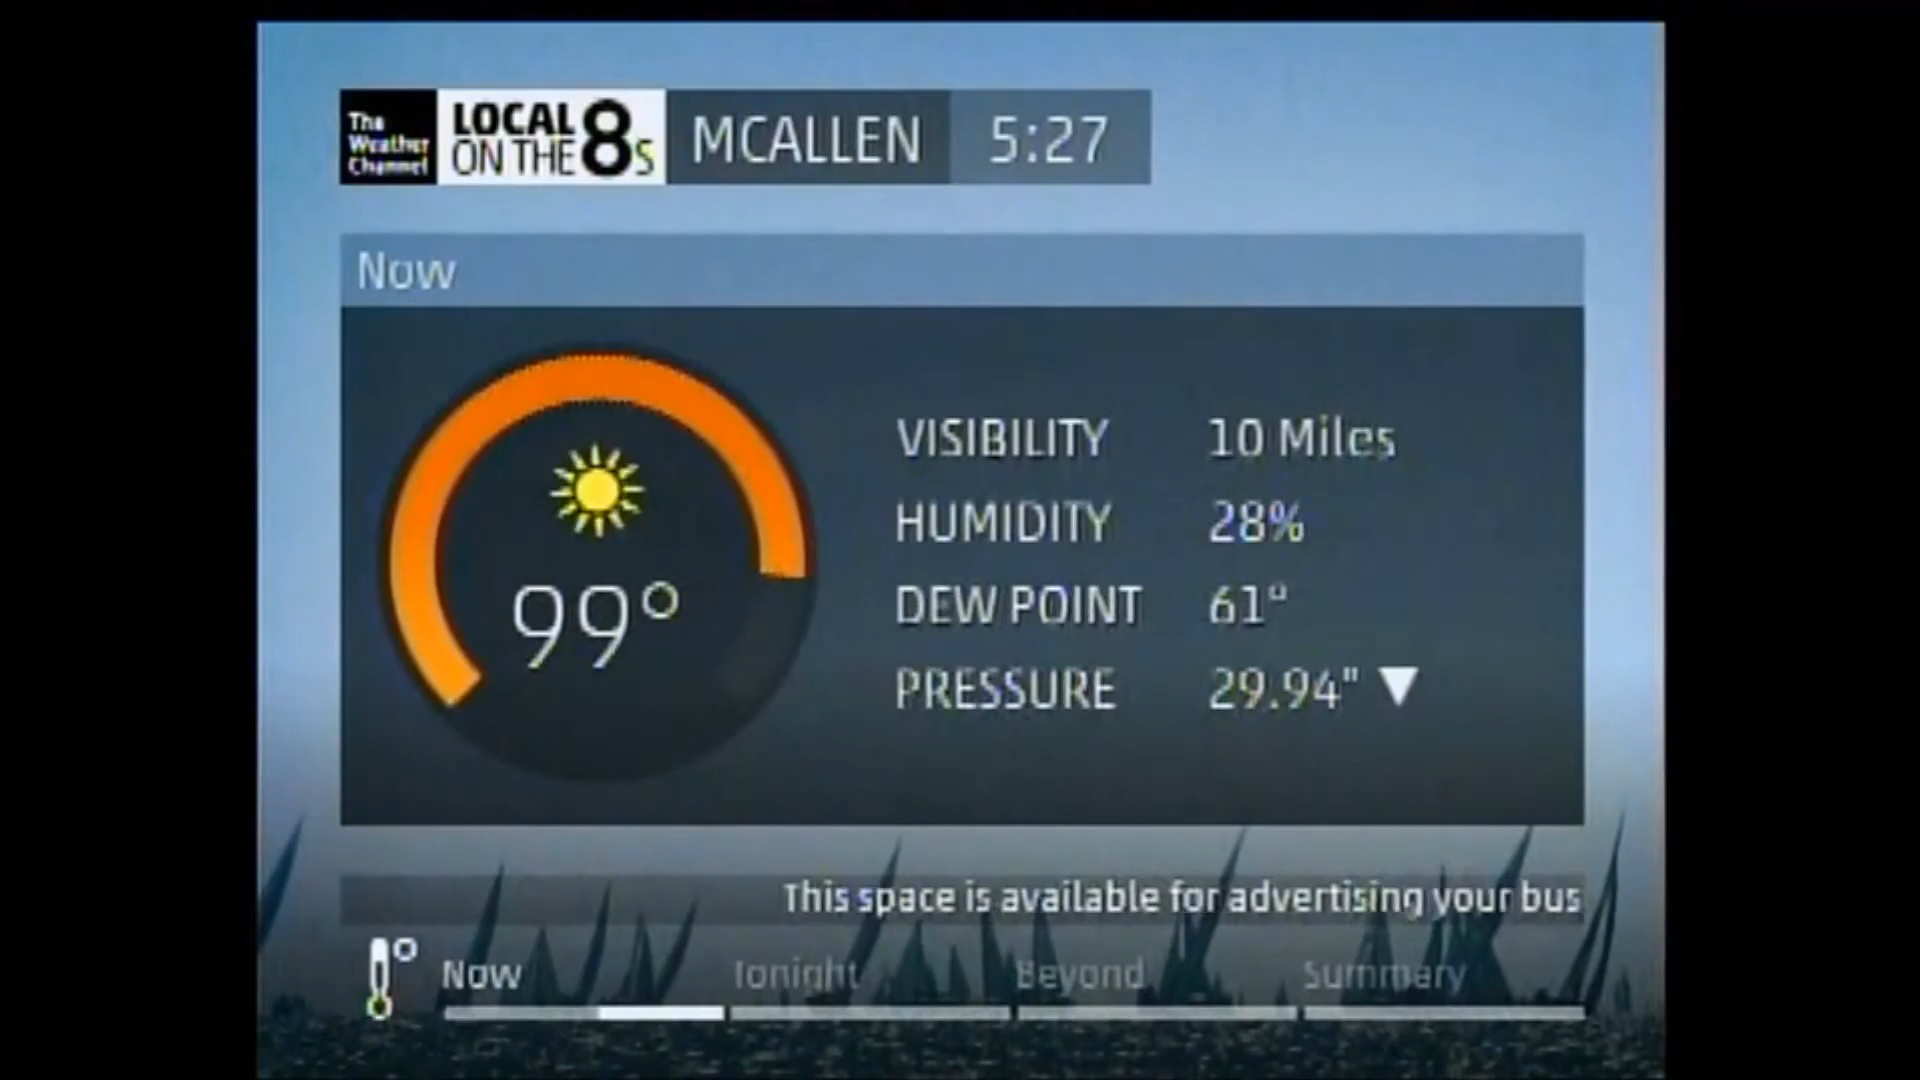 The Weather Channel
LOCAL ON THE 8s
MCALLEN
5:27
Now
99°
VISIBILITY 10 Miles
HUMIDITY 28%
DEW POINT 61°
PRESSURE 29.94" ▼
This space is available for advertising your bus
Now Tonight Beyond Summary